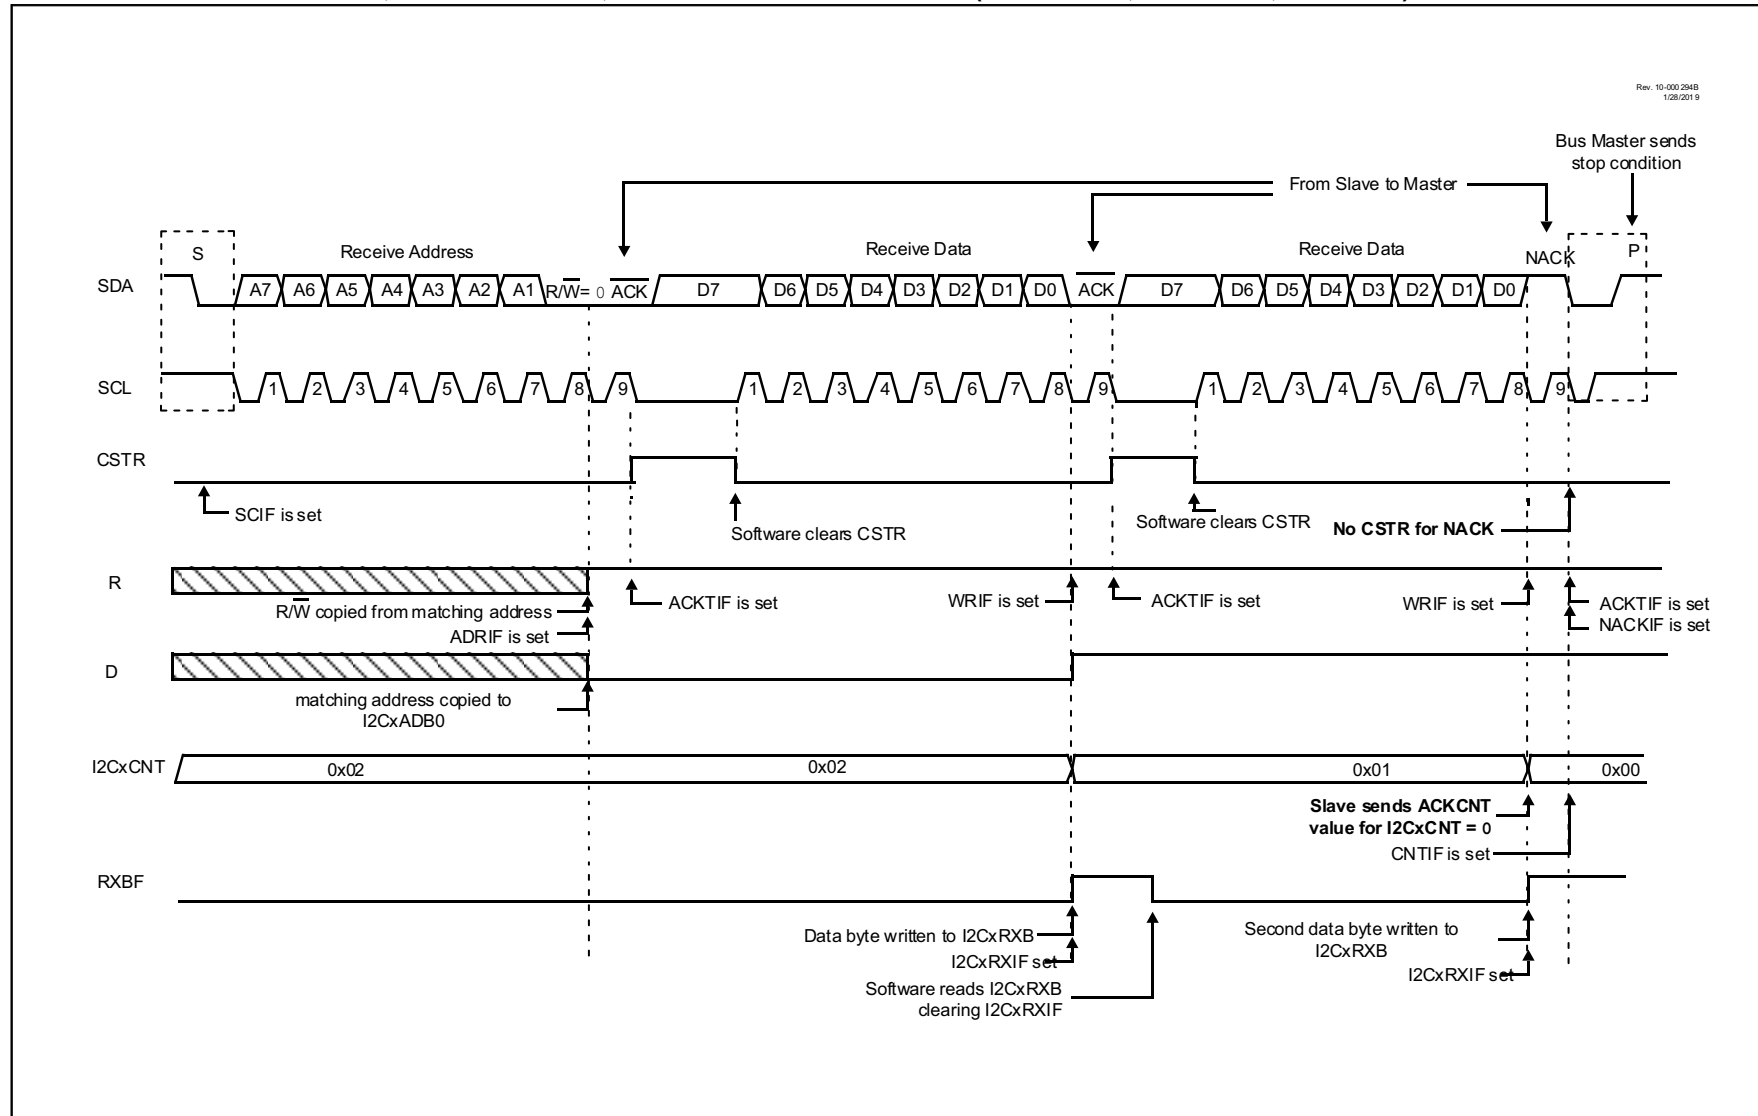 Rev. 10-000 294B
1/28/201 9
Bus Master sends
stop condition
From Slave to Master
S
Receive Address
Receive Data
Receive Data
NACK
P
SDA
A7 A6 A5 A4 A3 A2 A1 R/W= 0 ACK D7 D6 D5 D4 D3 D2 D1 D0 ACK D7 D6 D5 D4 D3 D2 D1 D0
SCL
1 2 3 4 5 6 7 8 9 1 2 3 4 5 6 7 8 9 1 2 3 4 5 6 7 8 9
CSTR
SCIF is set
Software clears CSTR
Software clears CSTR
No CSTR for NACK
R
R/W copied from matching address
ADRIF is set
ACKTIF is set
WRIF is set
ACKTIF is set
WRIF is set
ACKTIF is set
NACKIF is set
D
matching address copied to
I2CxADB0
I2CxCNT
0x02
0x02
0x01
0x00
Slave sends ACKCNT
value for I2CxCNT = 0
CNTIF is set
RXBF
Data byte written to I2CxRXB
I2CxRXIF set
Software reads I2CxRXB
clearing I2CxRXIF
Second data byte written to
I2CxRXB
I2CxRXIF set